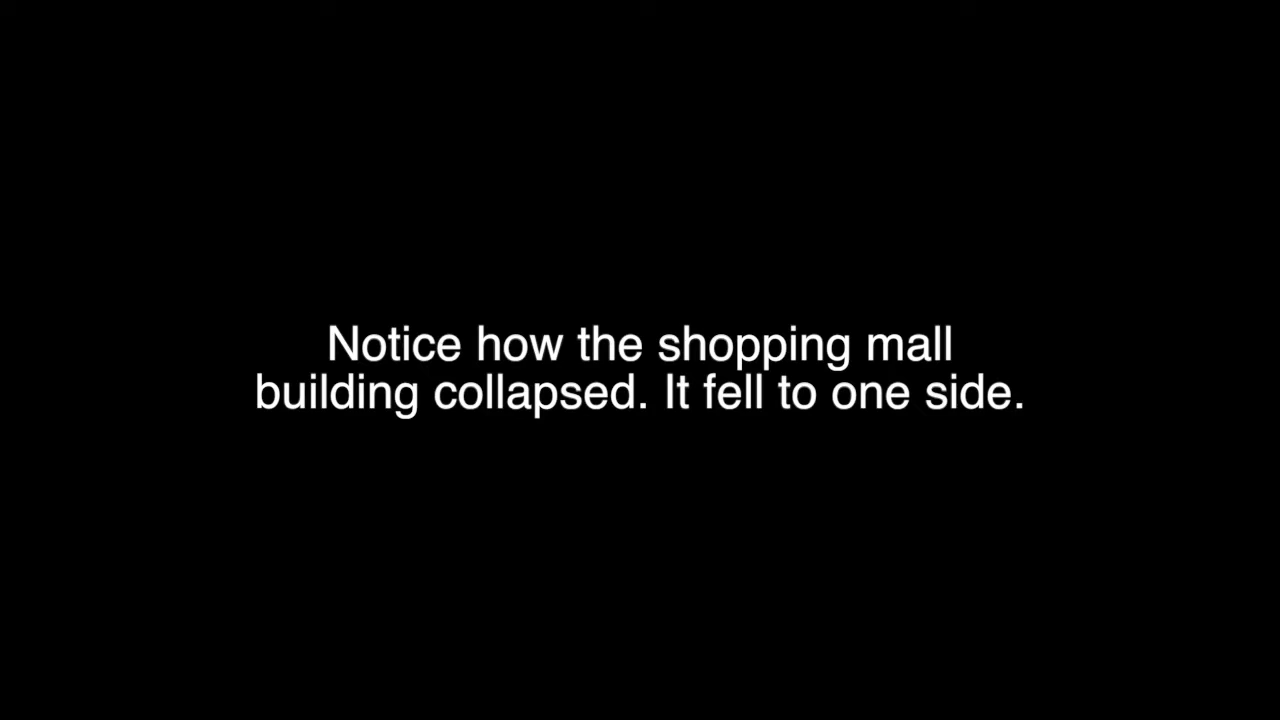 Notice how the shopping mall
building collapsed. It fell to one side.